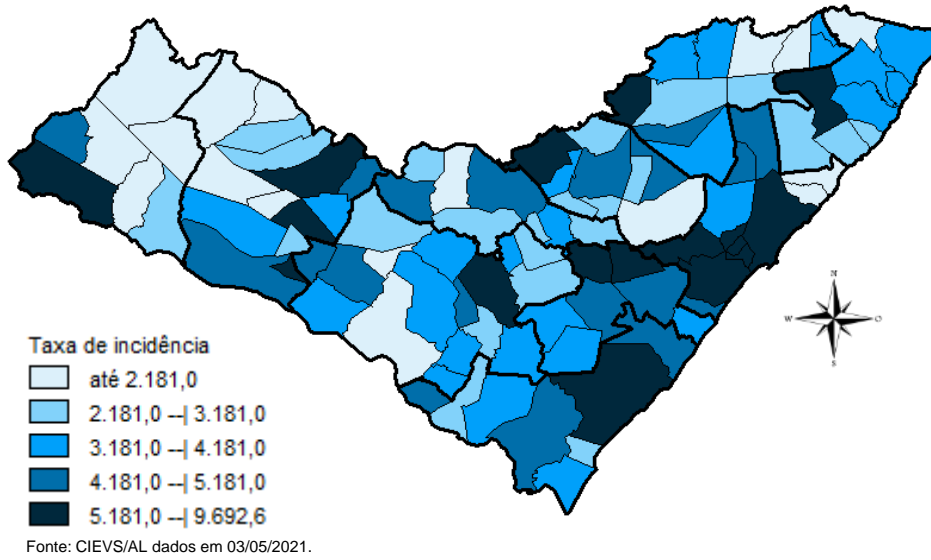 N
W
O
S
Taxa de incidência
até 2.181,0
2.181,0 --| 3.181,0
3.181,0 --| 4.181,0
4.181,0 --| 5.181,0
5.181,0 --| 9.692,6
Fonte: CIEVS/AL dados em 03/05/2021.